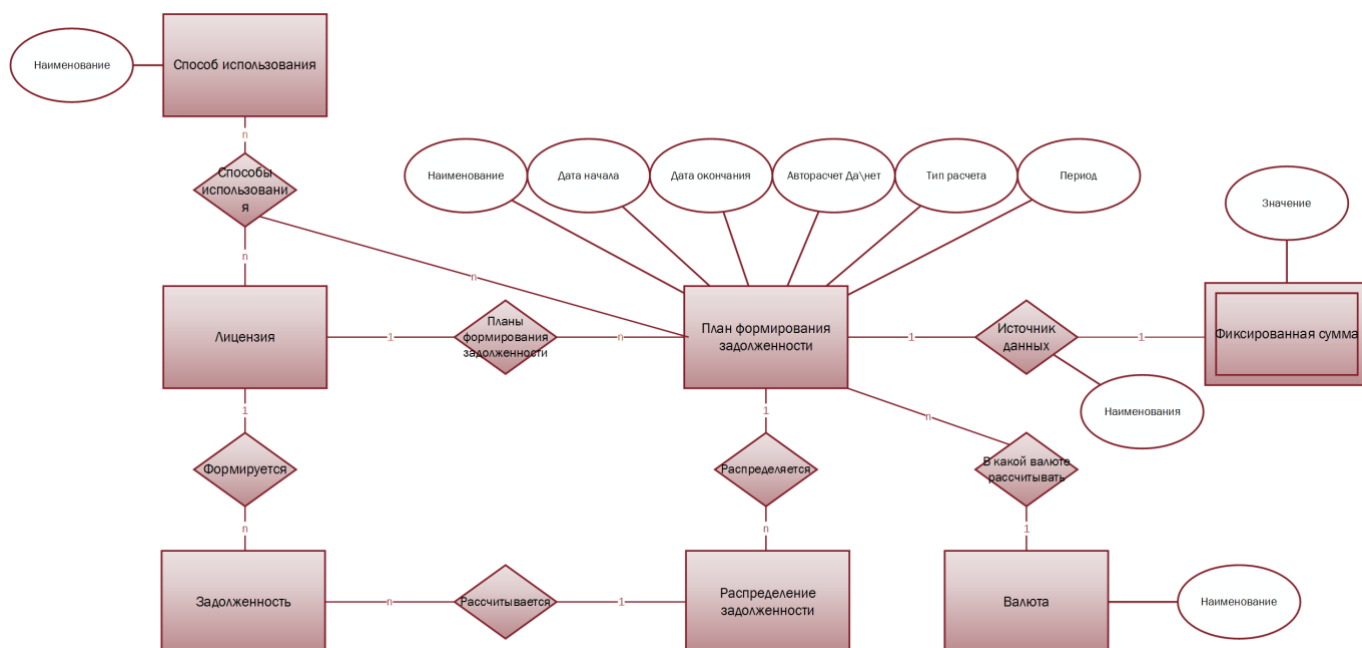 Способ использования
Наименование
n
Способы
использовани
я
n
n
Наименование
Дата начала
Дата окончания
Авторасчет Да\нет
Тип расчета
Период
Значение
Лицензия
1
Планы
формирования
задолженности
n
План формирования
задолженности
1
Источник
данных
1
Фиксированная сумма
Наименования
1
Формируется
n
1
Распределяется
n
n
В какой валюте
рассчитывать
1
Задолженность
n
Рассчитывается
1
Распределение
задолженности
Валюта
Наименование